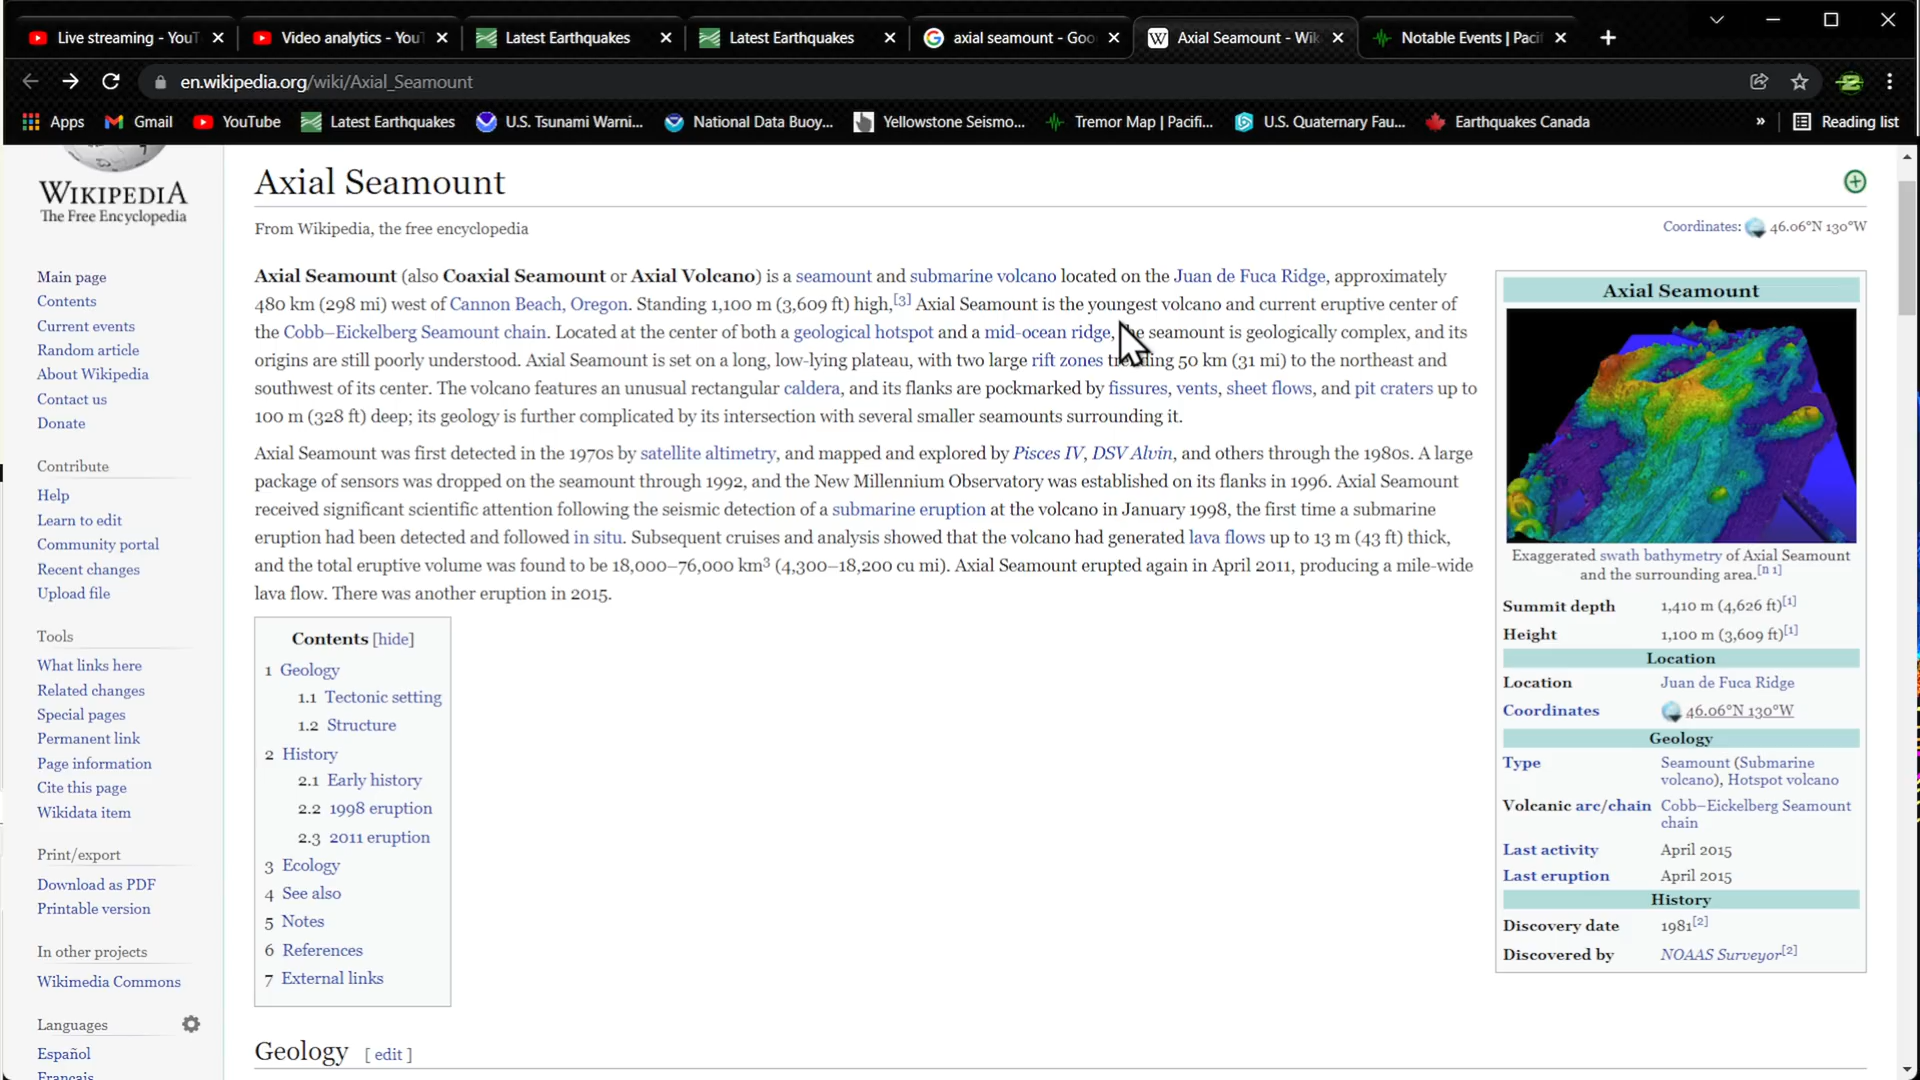 Live streaming - YouT
Video analytics - YouT
Latest Earthquakes
Latest Earthquakes
axial seamount - Goo
Axial Seamount - Wik
Notable Events | Pacif
en.wikipedia.org/wiki/Axial_Seamount
Apps
Gmail
YouTube
Latest Earthquakes
U.S. Tsunami Warni...
National Data Buoy...
Yellowstone Seismo...
Tremor Map | Pacifi...
U.S. Quaternary Fau...
Earthquakes Canada
»
Reading list
WIKIPEDIA
The Free Encyclopedia
Main page
Contents
Current events
Random article
About Wikipedia
Contact us
Donate
Contribute
Help
Learn to edit
Community portal
Recent changes
Upload file
Tools
What links here
Related changes
Special pages
Permanent link
Page information
Cite this page
Wikidata item
Print/export
Download as PDF
Printable version
In other projects
Wikimedia Commons
Languages
Español
Français
Axial Seamount
From Wikipedia, the free encyclopedia
Coordinates: 46.06°N 130°W
Axial Seamount (also Coaxial Seamount or Axial Volcano) is a seamount and submarine volcano located on the Juan de Fuca Ridge, approximately
480 km (298 mi) west of Cannon Beach, Oregon. Standing 1,100 m (3,609 ft) high,[3] Axial Seamount is the youngest volcano and current eruptive center of
the Cobb–Eickelberg Seamount chain. Located at the center of both a geological hotspot and a mid-ocean ridge, the seamount is geologically complex, and its
origins are still poorly understood. Axial Seamount is set on a long, low-lying plateau, with two large rift zones trending 50 km (31 mi) to the northeast and
southwest of its center. The volcano features an unusual rectangular caldera, and its flanks are pockmarked by fissures, vents, sheet flows, and pit craters up to
100 m (328 ft) deep; its geology is further complicated by its intersection with several smaller seamounts surrounding it.
Axial Seamount was first detected in the 1970s by satellite altimetry, and mapped and explored by Pisces IV, DSV Alvin, and others through the 1980s. A large
package of sensors was dropped on the seamount through 1992, and the New Millennium Observatory was established on its flanks in 1996. Axial Seamount
received significant scientific attention following the seismic detection of a submarine eruption at the volcano in January 1998, the first time a submarine
eruption had been detected and followed in situ. Subsequent cruises and analysis showed that the volcano had generated lava flows up to 13 m (43 ft) thick,
and the total eruptive volume was found to be 18,000–76,000 km³ (4,300–18,200 cu mi). Axial Seamount erupted again in April 2011, producing a mile-wide
lava flow. There was another eruption in 2015.
Contents [hide]
1 Geology
1.1 Tectonic setting
1.2 Structure
2 History
2.1 Early history
2.2 1998 eruption
2.3 2011 eruption
3 Ecology
4 See also
5 Notes
6 References
7 External links
Geology [ edit ]
Axial Seamount
Exaggerated swath bathymetry of Axial Seamount
and the surrounding area.[n 1]
Summit depth 1,410 m (4,626 ft)[1]
Height 1,100 m (3,609 ft)[1]
Location
Location Juan de Fuca Ridge
Coordinates 46.06°N 130°W
Geology
Type Seamount (Submarine
volcano), Hotspot volcano
Volcanic arc/chain Cobb–Eickelberg Seamount
chain
Last activity April 2015
Last eruption April 2015
History
Discovery date 1981[2]
Discovered by NOAAS Surveyor[2]